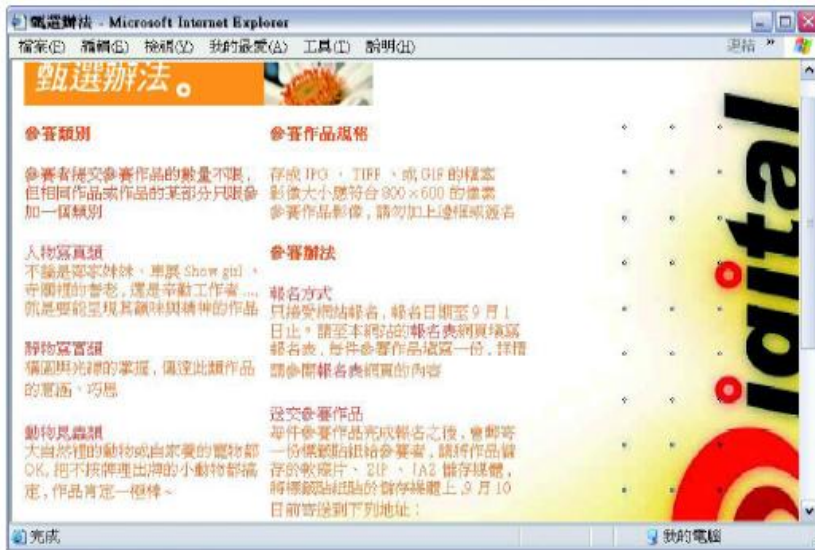 甄選辦法 - Microsoft Internet Explorer
檔案(F) 編輯(E) 檢視(V) 我的最愛(A) 工具(T) 說明(H)
連結 »
甄選辦法。
參賽類別
參賽者提交參賽作品的數量不限，
但相同作品或作品的某部分只限參
加一個類別
人物寫真類
不論是鄰家妹妹、車展 Show girl、
寺廟裡的耆老, 還是辛勤工作者 ...,
就是要能呈現其韻味與精神的作品
靜物寫實類
構圖與光線的掌握, 傳達此類作品
的意涵、巧思
動物昆蟲類
大自然裡的動物或自家養的寵物都
OK, 把不按牌理出牌的小動物都搞
定, 作品肯定一極棒~
參賽作品規格
存成 JPG 、 TIFF 、或 GIF 的檔案
影像大小應符合 800×600 的像素
參賽作品影像, 請勿加上邊框或簽名
參賽辦法
報名方式
只接受網站報名, 報名日期至 9 月 1
日止。請至本網站的報名表網頁填寫
報名表, 每件參賽作品填寫一份, 詳情
請參閱報名表網頁的內容
遞交參賽作品
每件參賽作品完成報名之後, 會郵寄
一份標籤貼紙給參賽者, 請將作品儲
存於軟磁片、 ZIP 、 JAZ 儲存媒體,
將標籤貼紙貼於儲存媒體上, 9 月 10
日前寄送到下列地址：
idital
完成
我的電腦